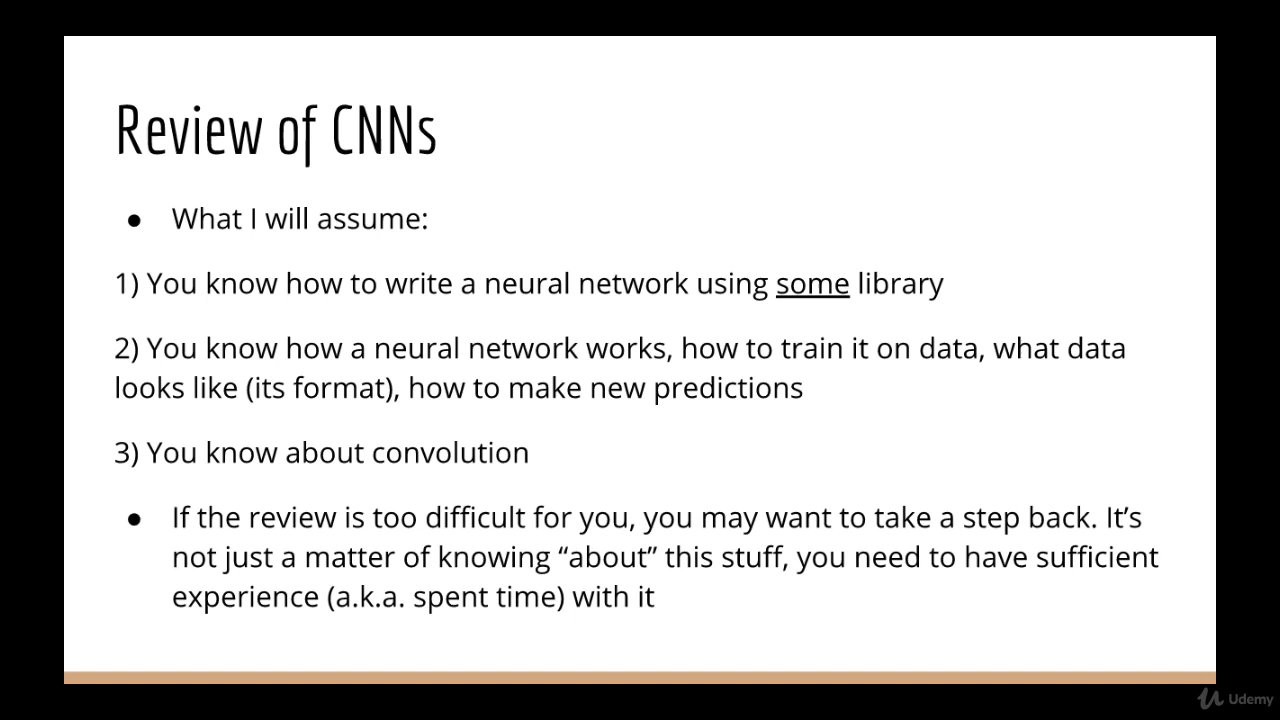 Review of CNNs
● What I will assume:
1) You know how to write a neural network using some library
2) You know how a neural network works, how to train it on data, what data
looks like (its format), how to make new predictions
3) You know about convolution
● If the review is too difficult for you, you may want to take a step back. It’s
not just a matter of knowing “about” this stuff, you need to have sufficient
experience (a.k.a. spent time) with it
Udemy